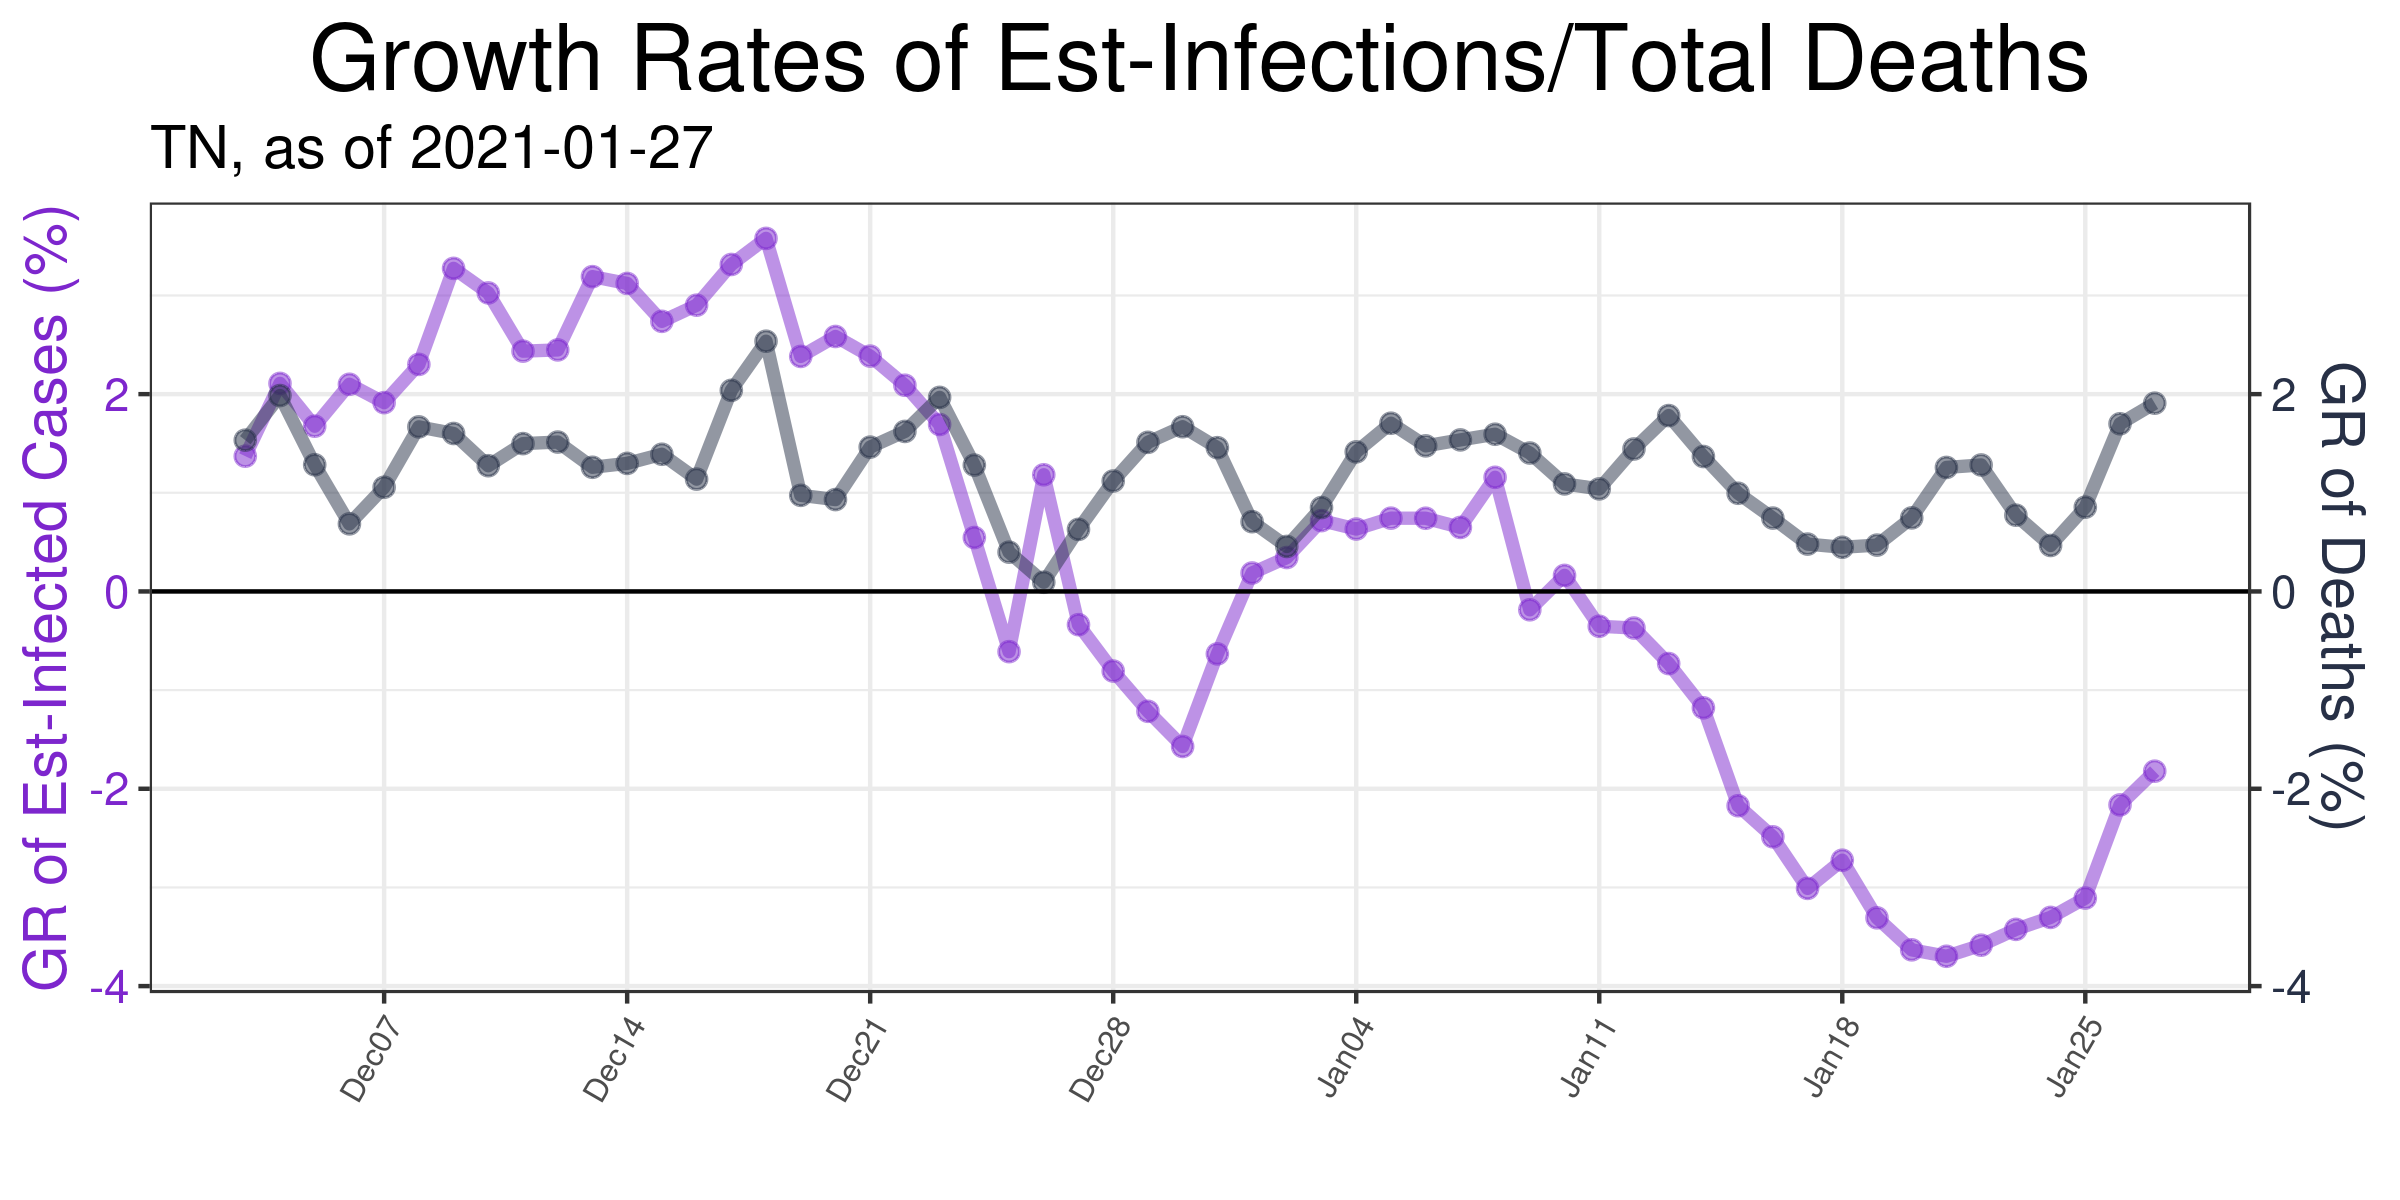 Growth Rates of Est-Infections/Total Deaths
TN, as of 2021-01-27
GR of Est-Infected Cases (%)
2
0
-2
-4
2
0
-2
-4
GR of Deaths (%)
Dec07
Dec14
Dec21
Dec28
Jan04
Jan11
Jan18
Jan25